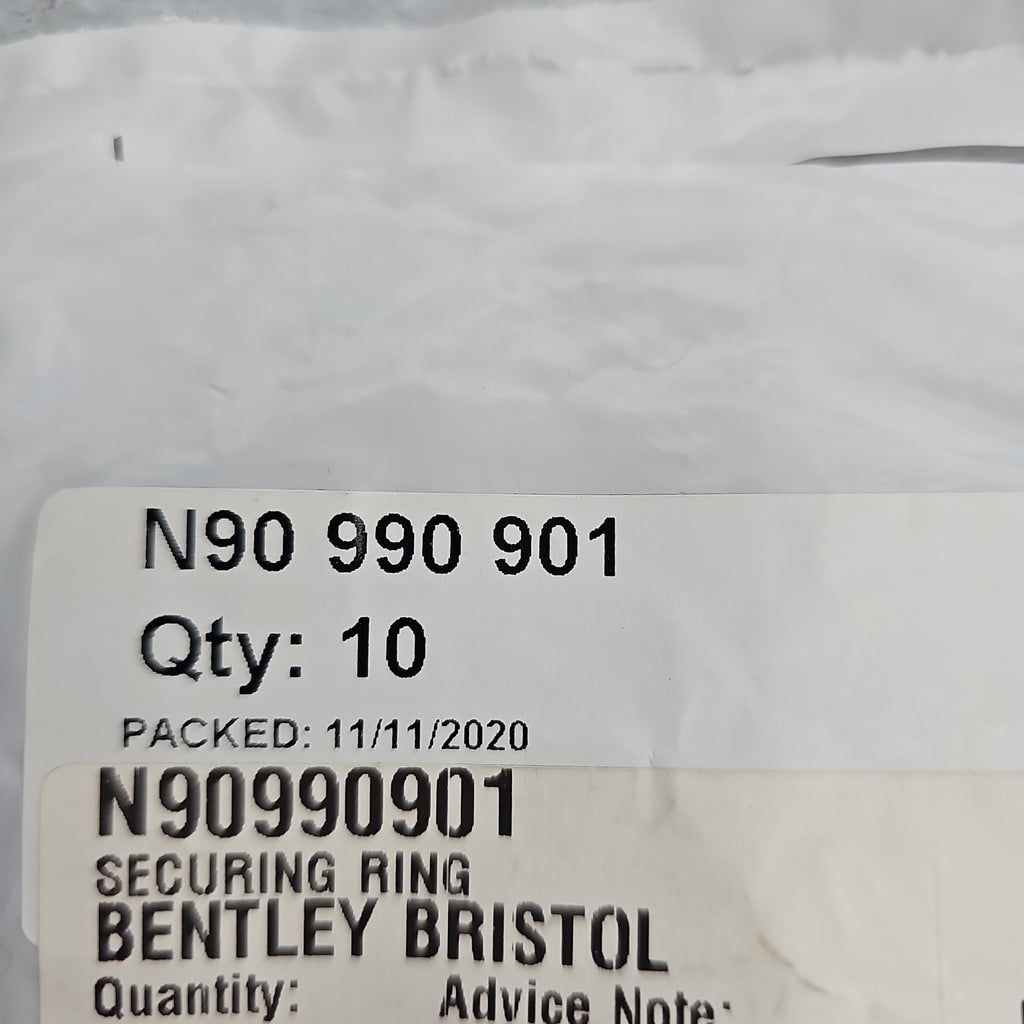 N90 990 901
Qty: 10
PACKED: 11/11/2020
N90990901
SECURING RING
BENTLEY BRISTOL
Quantity: Advice Note: